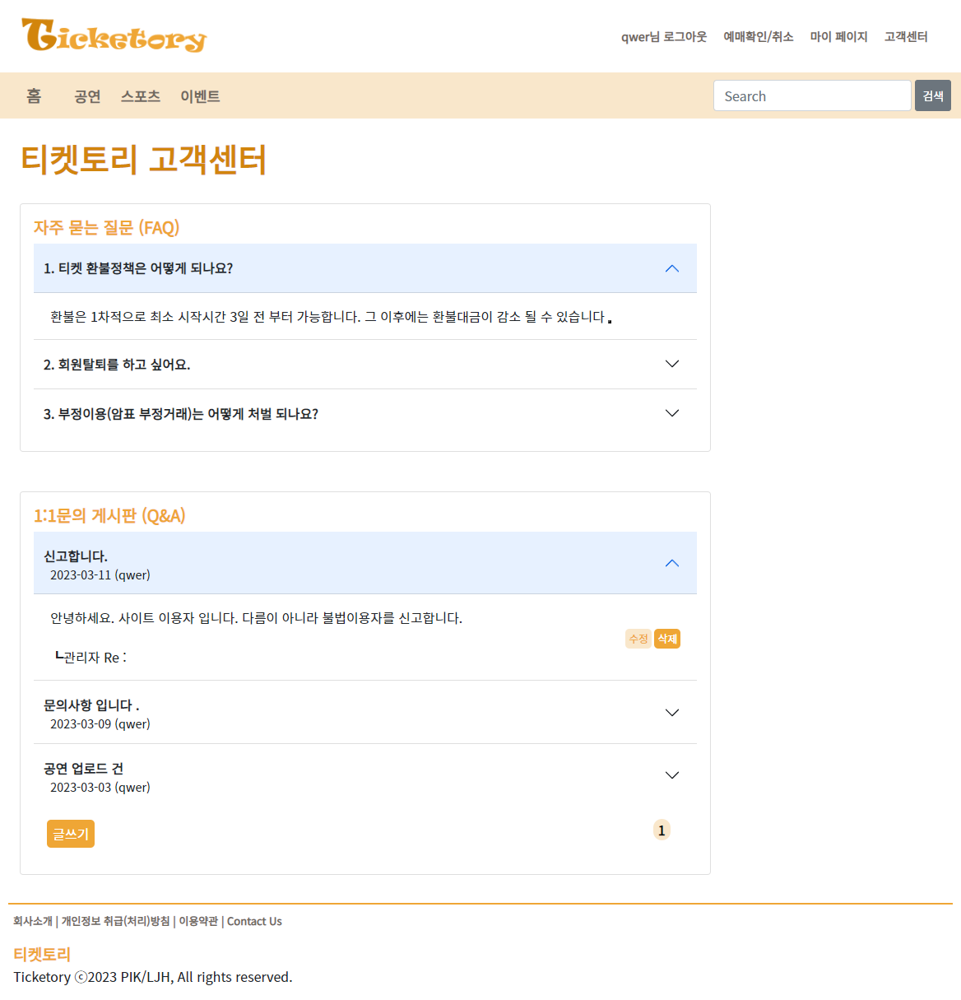 Ticketory
qwer님 로그아웃 예매확인/취소 마이 페이지 고객센터
홈 공연 스포츠 이벤트 Search 검색
티켓토리 고객센터
자주 묻는 질문 (FAQ)
1. 티켓 환불정책은 어떻게 되나요?
환불은 1차적으로 최소 시작시간 3일 전 부터 가능합니다. 그 이후에는 환불대금이 감소 될 수 있습니다.
2. 회원탈퇴를 하고 싶어요.
3. 부정이용(암표 부정거래)는 어떻게 처벌 되나요?
1:1문의 게시판 (Q&A)
신고합니다.
2023-03-11 (qwer)
안녕하세요. 사이트 이용자 입니다. 다름이 아니라 불법이용자를 신고합니다.
수정 삭제
┗관리자 Re :
문의사항 입니다 .
2023-03-09 (qwer)
공연 업로드 건
2023-03-03 (qwer)
글쓰기 1
회사소개 | 개인정보 취급(처리)방침 | 이용약관 | Contact Us
티켓토리
Ticketory ⓒ2023 PIK/LJH, All rights reserved.